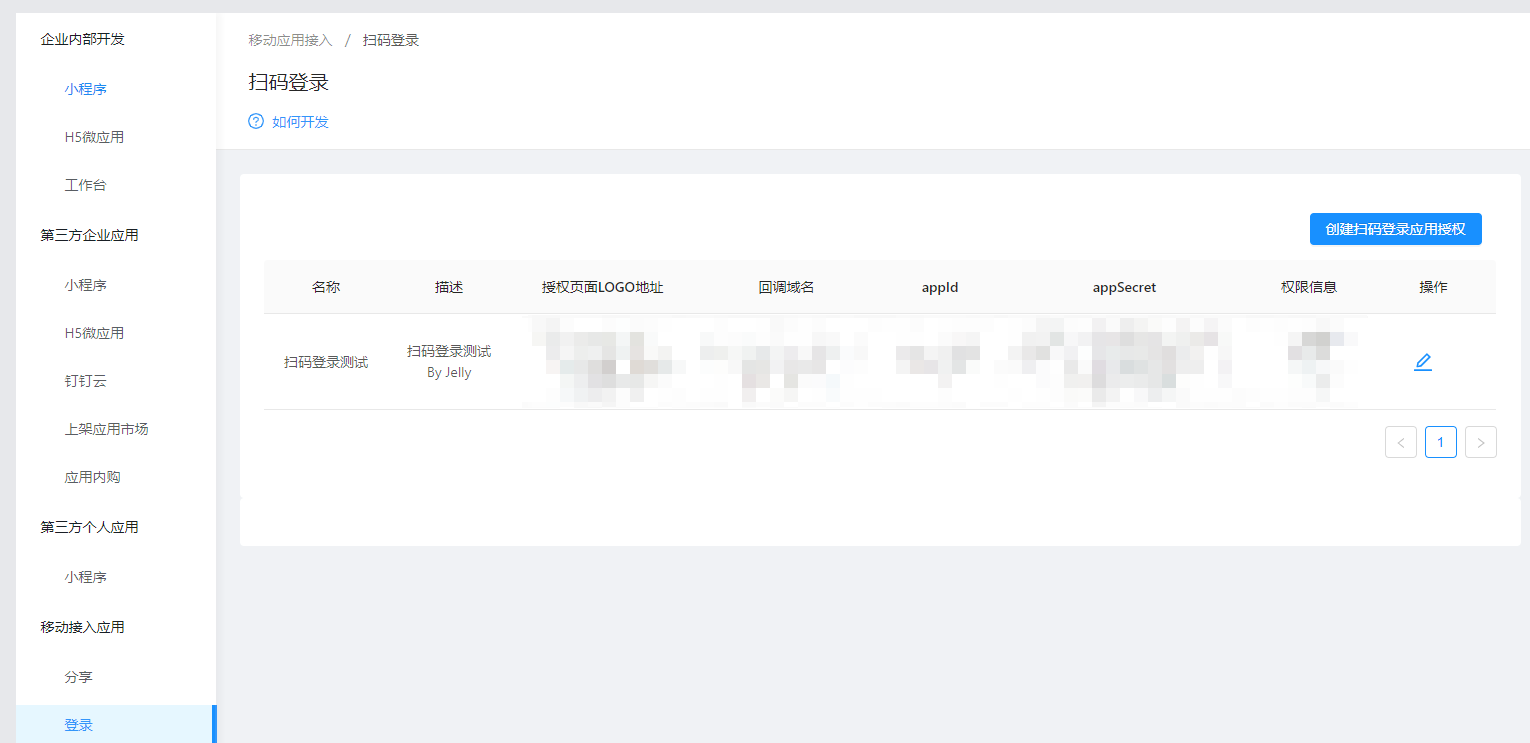 企业内部开发
小程序
H5微应用
工作台
第三方企业应用
小程序
H5微应用
钉钉云
上架应用市场
应用内购
第三方个人应用
小程序
移动接入应用
分享
登录
移动应用接入 / 扫码登录
扫码登录
如何开发
创建扫码登录应用授权
名称 描述 授权页面LOGO地址 回调域名 appId appSecret 权限信息 操作
扫码登录测试 扫码登录测试
By Jelly
< 1 >